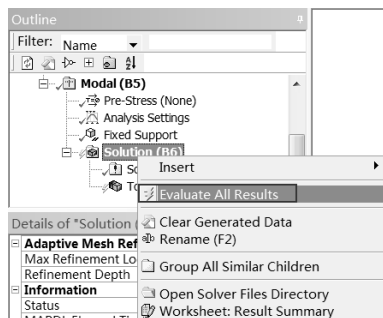 Outline
Filter: Name
Modal (B5)
Pre-Stress (None)
Analysis Settings
Fixed Support
Solution (B6)
Insert
Evaluate All Results
Clear Generated Data
Rename (F2)
Group All Similar Children
Open Solver Files Directory
Worksheet: Result Summary
Details of "Solution (
Adaptive Mesh Ref
Max Refinement Lo
Refinement Depth
Information
Status